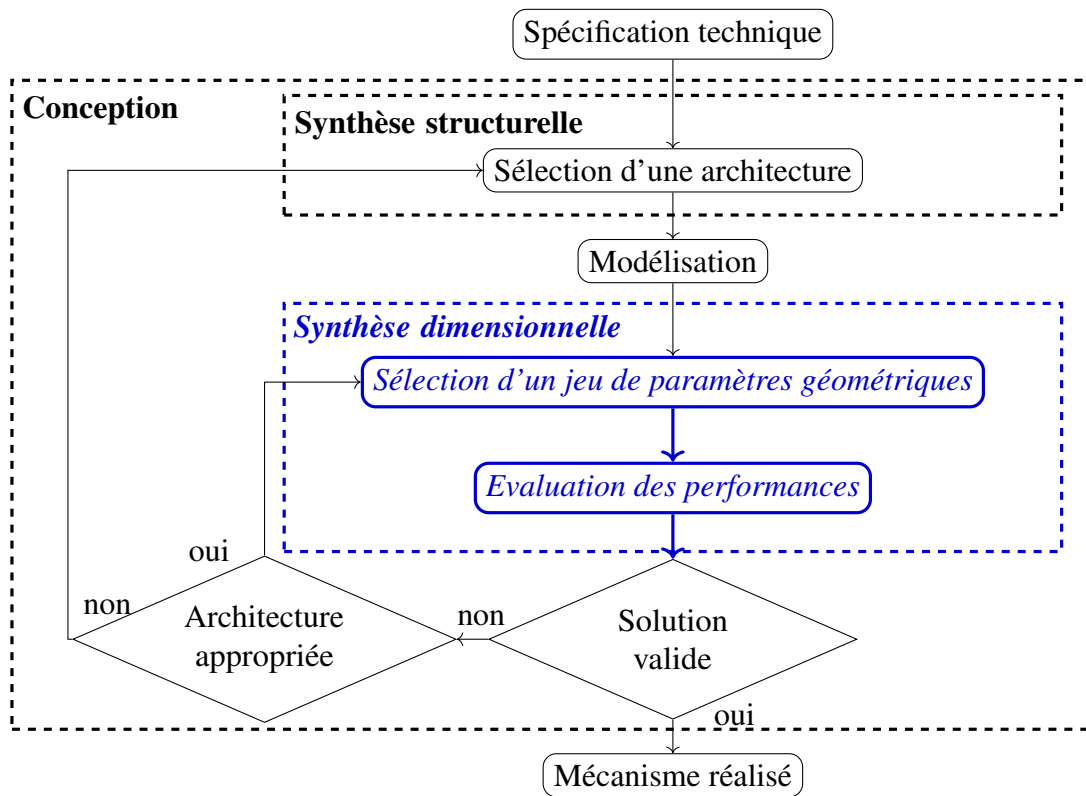 Spécification technique
Conception
Synthèse structurelle
Sélection d'une architecture
Modélisation
Synthèse dimensionnelle
Sélection d'un jeu de paramètres géométriques
Evaluation des performances
oui
non
Architecture
appropriée
non
Solution
valide
oui
Mécanisme réalisé